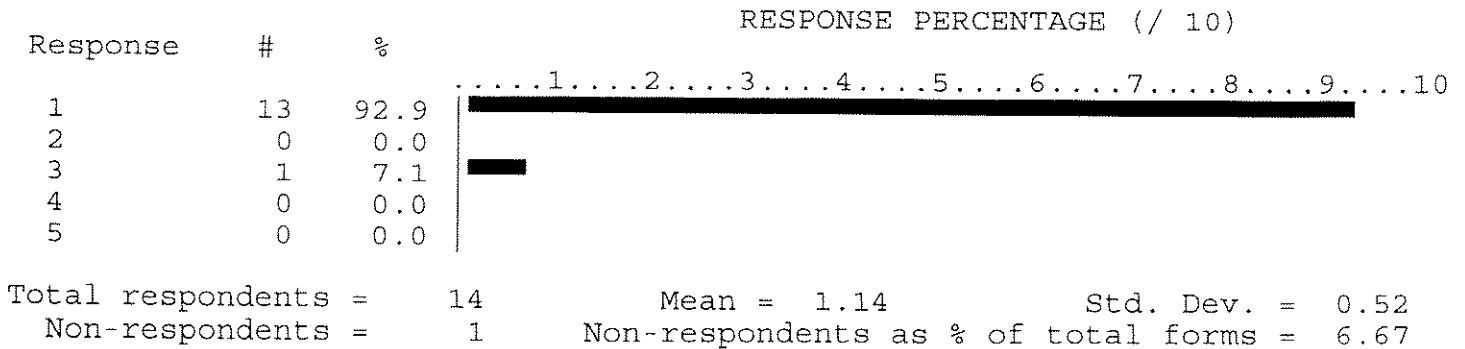 RESPONSE PERCENTAGE (/ 10)
Response # %
.....1....2....3....4....5....6....7....8....9....10
1 13 92.9
2 0 0.0
3 1 7.1
4 0 0.0
5 0 0.0
Total respondents = 14 Mean = 1.14 Std. Dev. = 0.52
Non-respondents = 1 Non-respondents as % of total forms = 6.67